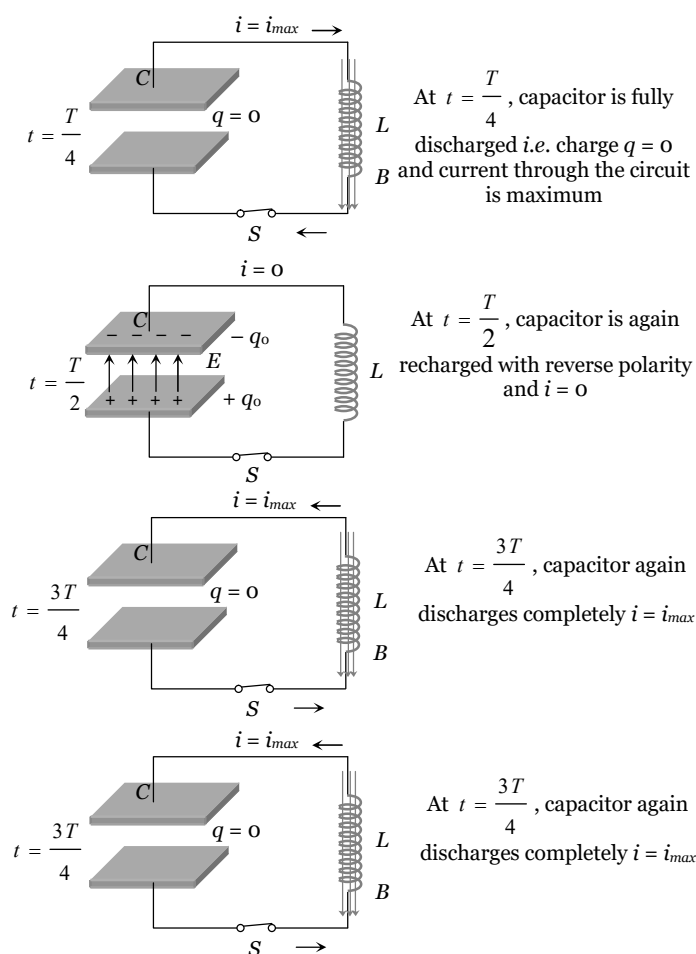 i = imax
C
q = 0
t = T/4
L
B
S
At t = T/4 , capacitor is fully
discharged i.e. charge q = 0
and current through the circuit
is maximum
i = 0
C
− − − −
− q0
E
t = T/2
+ + + +
+ q0
L
S
At t = T/2 , capacitor is again
recharged with reverse polarity
and i = 0
i = imax
C
q = 0
t = 3T/4
L
B
S
At t = 3T/4 , capacitor again
discharges completely i = imax
i = imax
C
q = 0
t = 3T/4
L
B
S
At t = 3T/4 , capacitor again
discharges completely i = imax